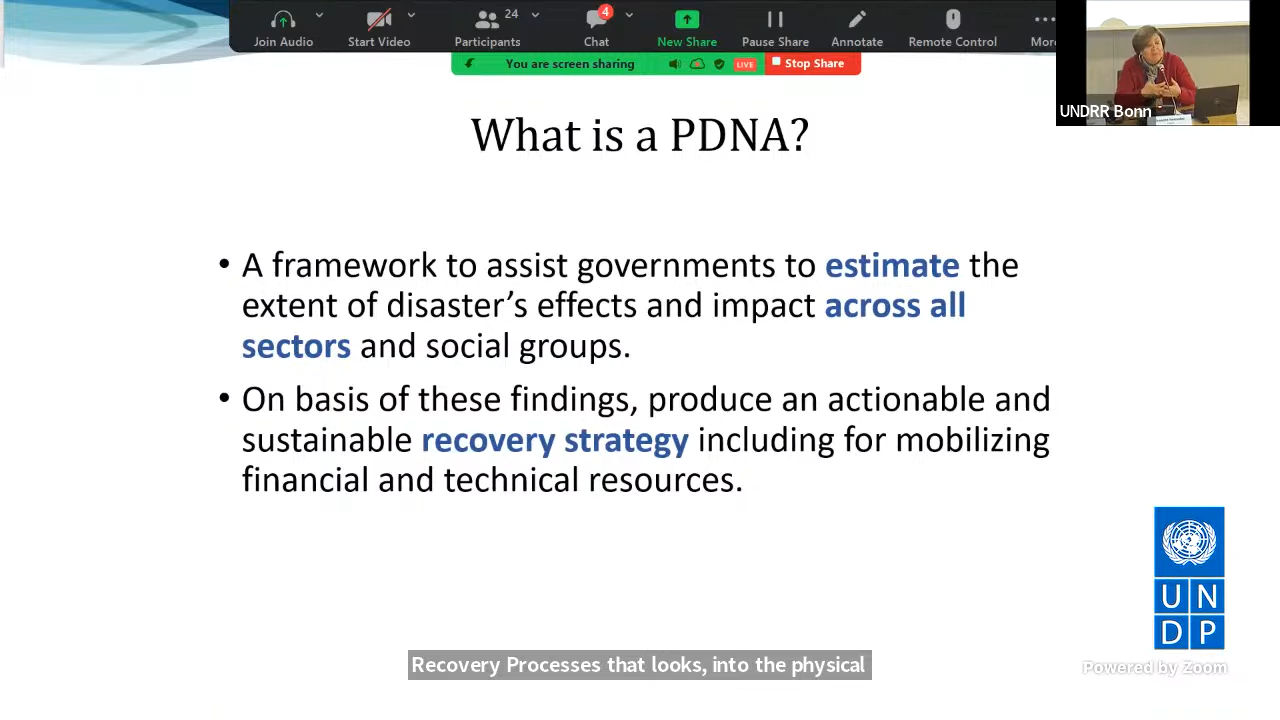 24
4
Join Audio
Start Video
Participants
Chat
New Share
Pause Share
Annotate
Remote Control
Mor
You are screen sharing
LIVE
Stop Share
UNDRR Bonn
What is a PDNA?
• A framework to assist governments to estimate the
extent of disaster’s effects and impact across all
sectors and social groups.
• On basis of these findings, produce an actionable and
sustainable recovery strategy including for mobilizing
financial and technical resources.
U N
D P
Recovery Processes that looks, into the physical
Powered by Zoom